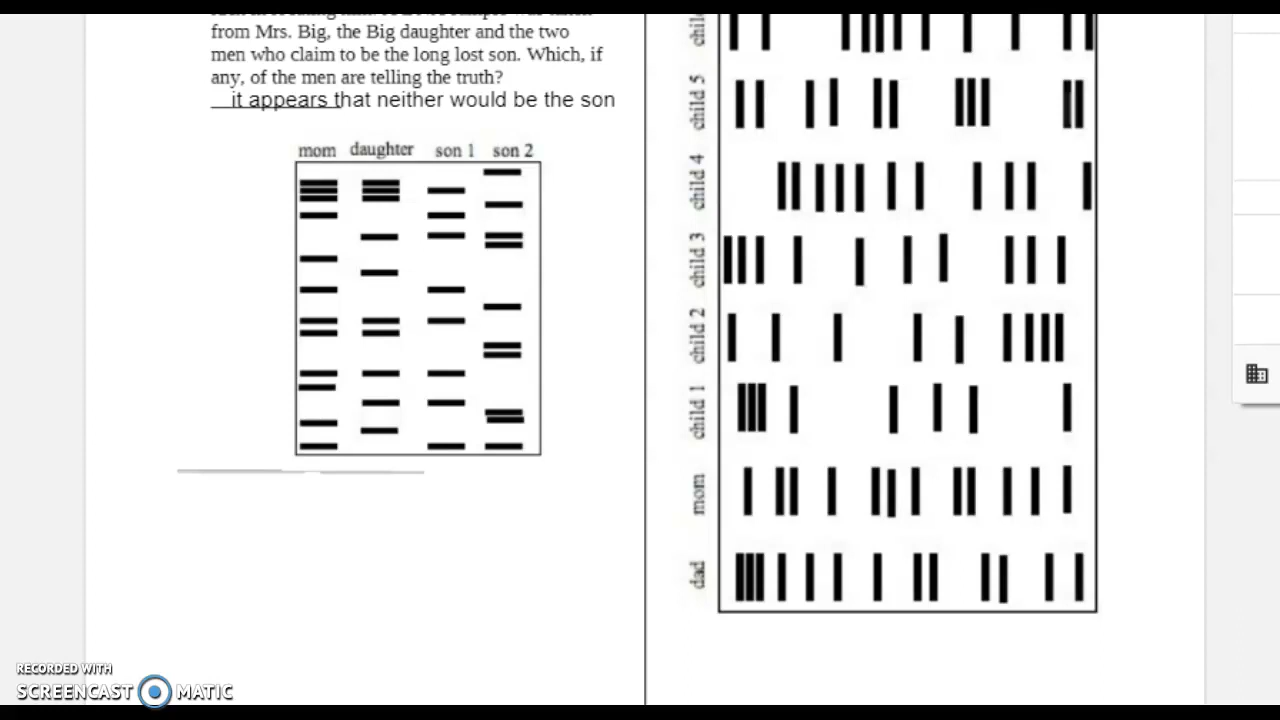 from Mrs. Big, the Big daughter and the two
men who claim to be the long lost son. Which, if
any, of the men are telling the truth?
__it appears that neither would be the son
mom daughter son 1 son 2
child 5
child 4
child 3
child 2
child 1
mom
dad
RECORDED WITH
SCREENCAST MATIC